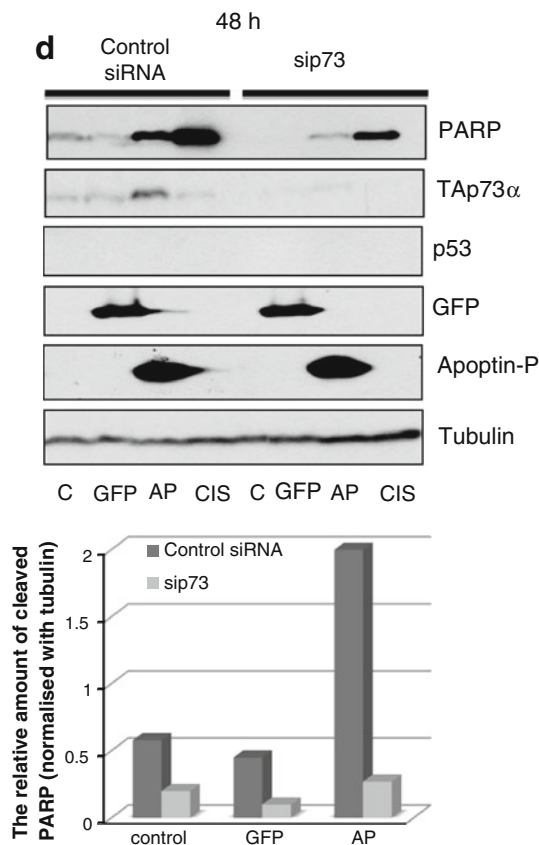 48 h
d
Control
siRNA
sip73
PARP
TAp73α
p53
GFP
Apoptin-P
Tubulin
C GFP AP CIS C GFP AP CIS
The relative amount of cleaved
PARP (normalised with tubulin)
2
1.5
1
0.5
0
Control siRNA
sip73
control GFP AP